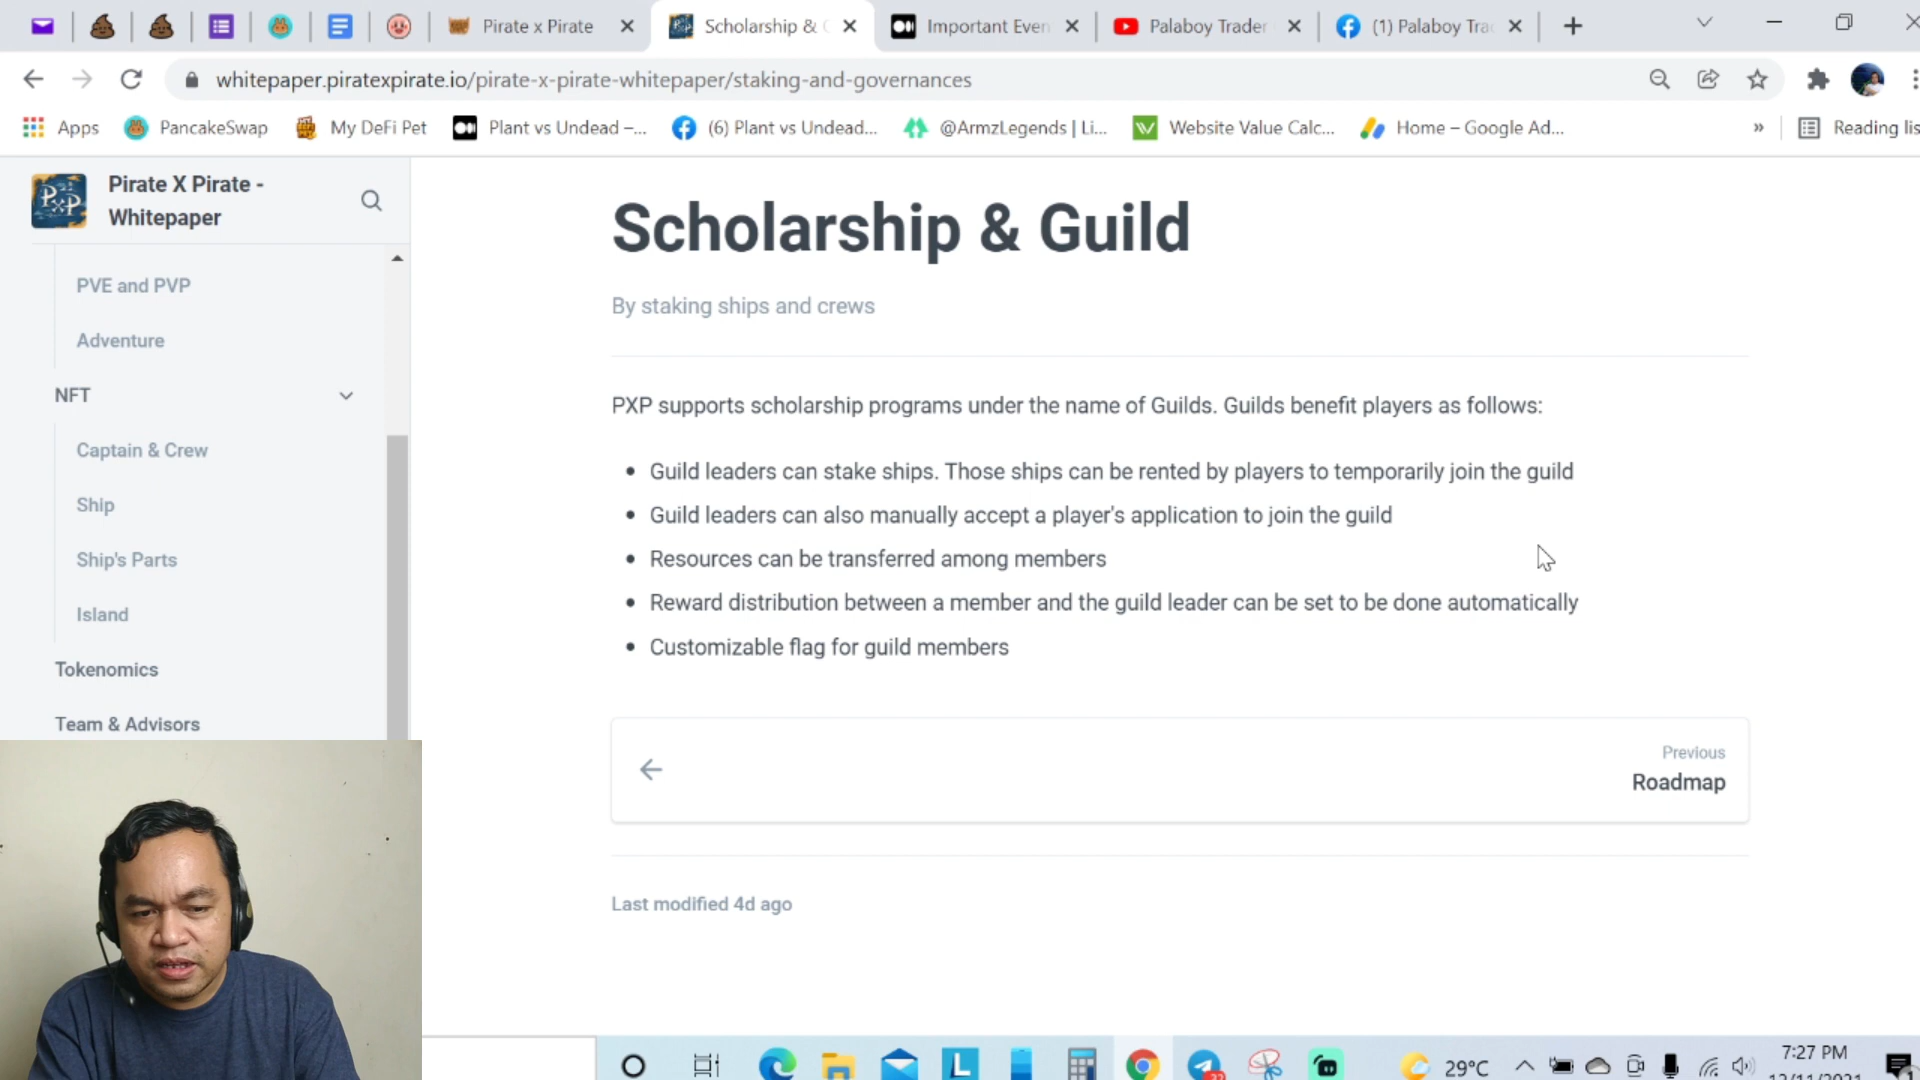 Pirate x Pirate
Scholarship &
Important Even
Palaboy Trader
(1) Palaboy Tra
whitepaper.piratexpirate.io/pirate-x-pirate-whitepaper/staking-and-governances
Apps
PancakeSwap
My DeFi Pet
Plant vs Undead –...
(6) Plant vs Undead...
@ArmzLegends | Li...
Website Value Calc...
Home – Google Ad...
»
Reading lis
PxP
Pirate X Pirate -
Whitepaper
PVE and PVP
Adventure
NFT
Captain & Crew
Ship
Ship's Parts
Island
Tokenomics
Team & Advisors
Scholarship & Guild
By staking ships and crews
PXP supports scholarship programs under the name of Guilds. Guilds benefit players as follows:
• Guild leaders can stake ships. Those ships can be rented by players to temporarily join the guild
• Guild leaders can also manually accept a player's application to join the guild
• Resources can be transferred among members
• Reward distribution between a member and the guild leader can be set to be done automatically
• Customizable flag for guild members
Previous
Roadmap
Last modified 4d ago
L
29°C
7:27 PM